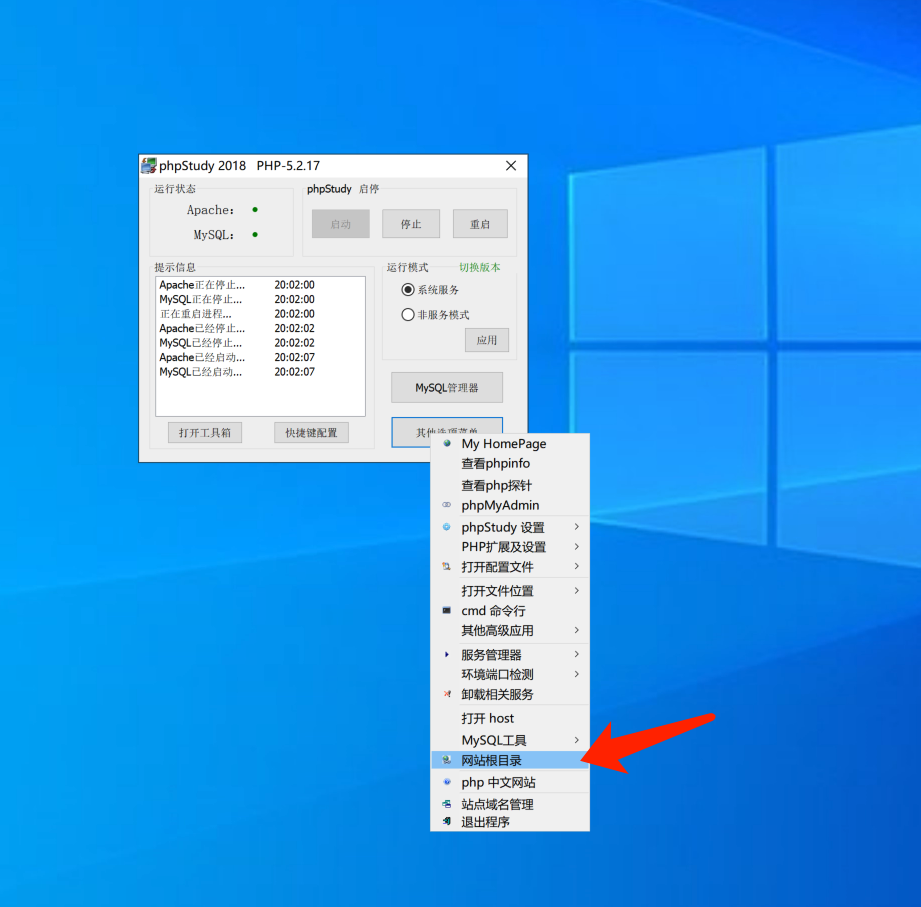 phpStudy 2018 PHP-5.2.17
运行状态
Apache:
MySQL:
phpStudy 启停
启动
停止
重启
提示信息
Apache正在停止... 20:02:00
MySQL正在停止... 20:02:00
正在重启进程... 20:02:00
Apache已经停止... 20:02:02
MySQL已经停止... 20:02:02
Apache已经启动... 20:02:07
MySQL已经启动... 20:02:07
运行模式 切换版本
系统服务
非服务模式
应用
MySQL管理器
打开工具箱
快捷键配置
其他选项菜单
My HomePage
查看phpinfo
查看php探针
phpMyAdmin
phpStudy 设置
PHP扩展及设置
打开配置文件
打开文件位置
cmd 命令行
其他高级应用
服务管理器
环境端口检测
卸载相关服务
打开 host
MySQL工具
网站根目录
php 中文网站
站点域名管理
退出程序